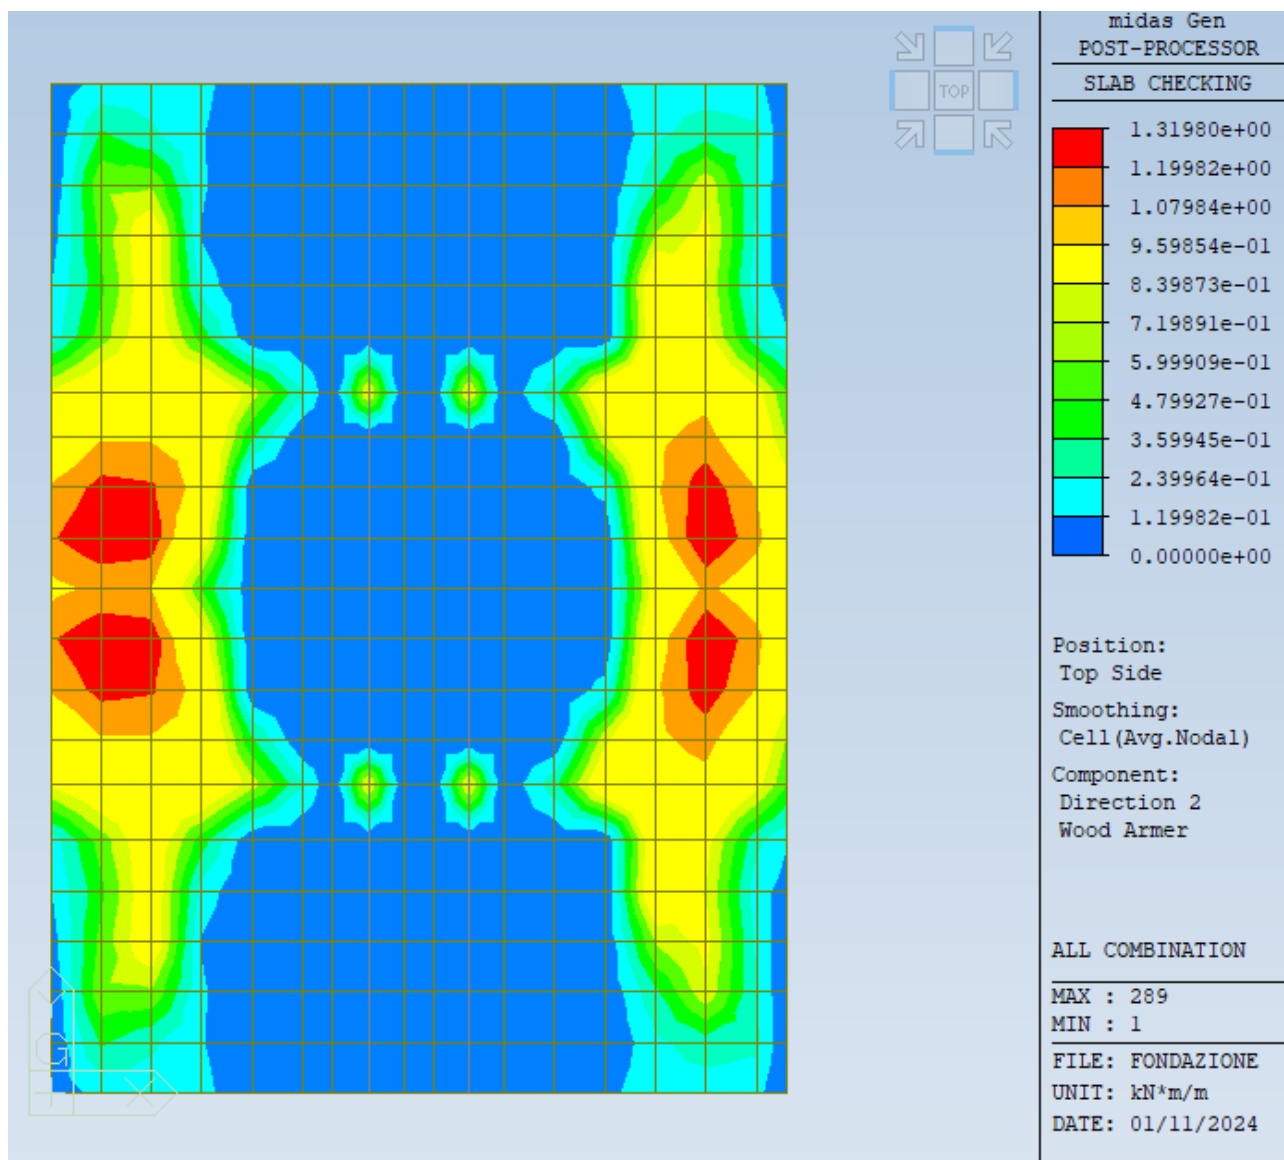 midas Gen
POST-PROCESSOR
SLAB CHECKING
TOP
1.31980e+00
1.19982e+00
1.07984e+00
9.59854e-01
8.39873e-01
7.19891e-01
5.99909e-01
4.79927e-01
3.59945e-01
2.39964e-01
1.19982e-01
0.00000e+00
Position:
Top Side
Smoothing:
Cell(Avg.Nodal)
Component:
Direction 2
Wood Armer
ALL COMBINATION
MAX : 289
MIN : 1
FILE: FONDAZIONE
UNIT: kN*m/m
DATE: 01/11/2024
Y
G
X